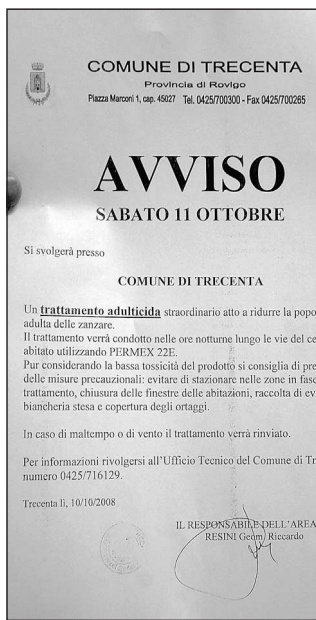 COMUNE DI TRECENTA
Provincia di Rovigo
Piazza Marconi 1, cap. 45027 Tel. 0425/700300 - Fax 0425/700265
AVVISO
SABATO 11 OTTOBRE
Si svolgerà presso
COMUNE DI TRECENTA
Un trattamento adulticida straordinario atto a ridurre la popo
adulta delle zanzare.
Il trattamento verrà condotto nelle ore notturne lungo le vie del ce
abitato utilizzando PERMEX 22E.
Pur considerando la bassa tossicità del prodotto si consiglia di pre
delle misure precauzionali: evitare di stazionare nelle zone in fase
trattamento, chiusura delle finestre delle abitazioni, raccolta di ev
biancheria stesa e copertura degli ortaggi.
In caso di maltempo o di vento il trattamento verrà rinviato.
Per informazioni rivolgersi all'Ufficio Tecnico del Comune di Tr
numero 0425/716129.
Trecenta lì, 10/10/2008
IL RESPONSABILE DELL'AREA
RESINI Geom. Riccardo